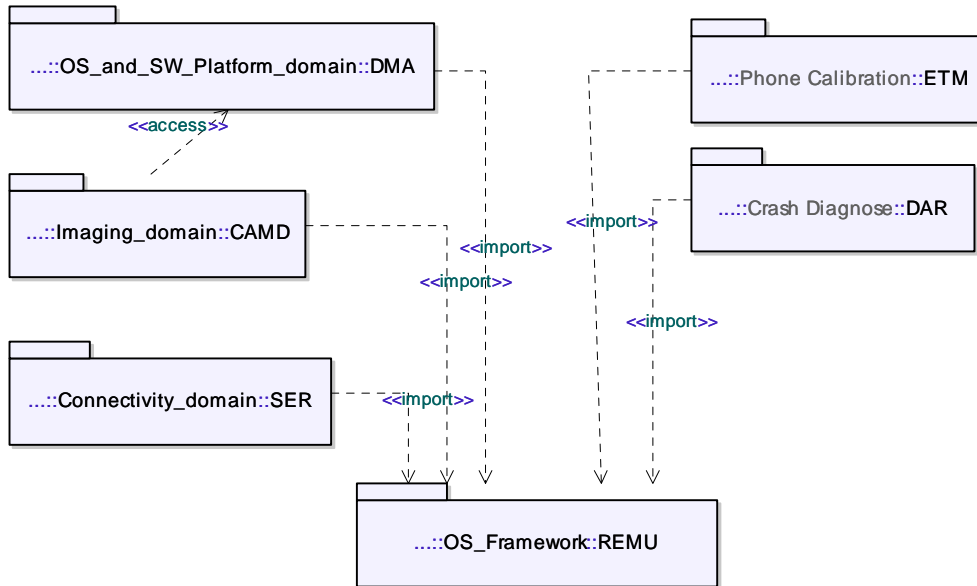 ...::OS_and_SW_Platform_domain::DMA
...::Phone Calibration::ETM
<<access>>
...::Crash Diagnose::DAR
...::Imaging_domain::CAMD
<<import>>
<<import>>
<<import>>
<<import>>
...::Connectivity_domain::SER
<<import>>
...::OS_Framework::REMU